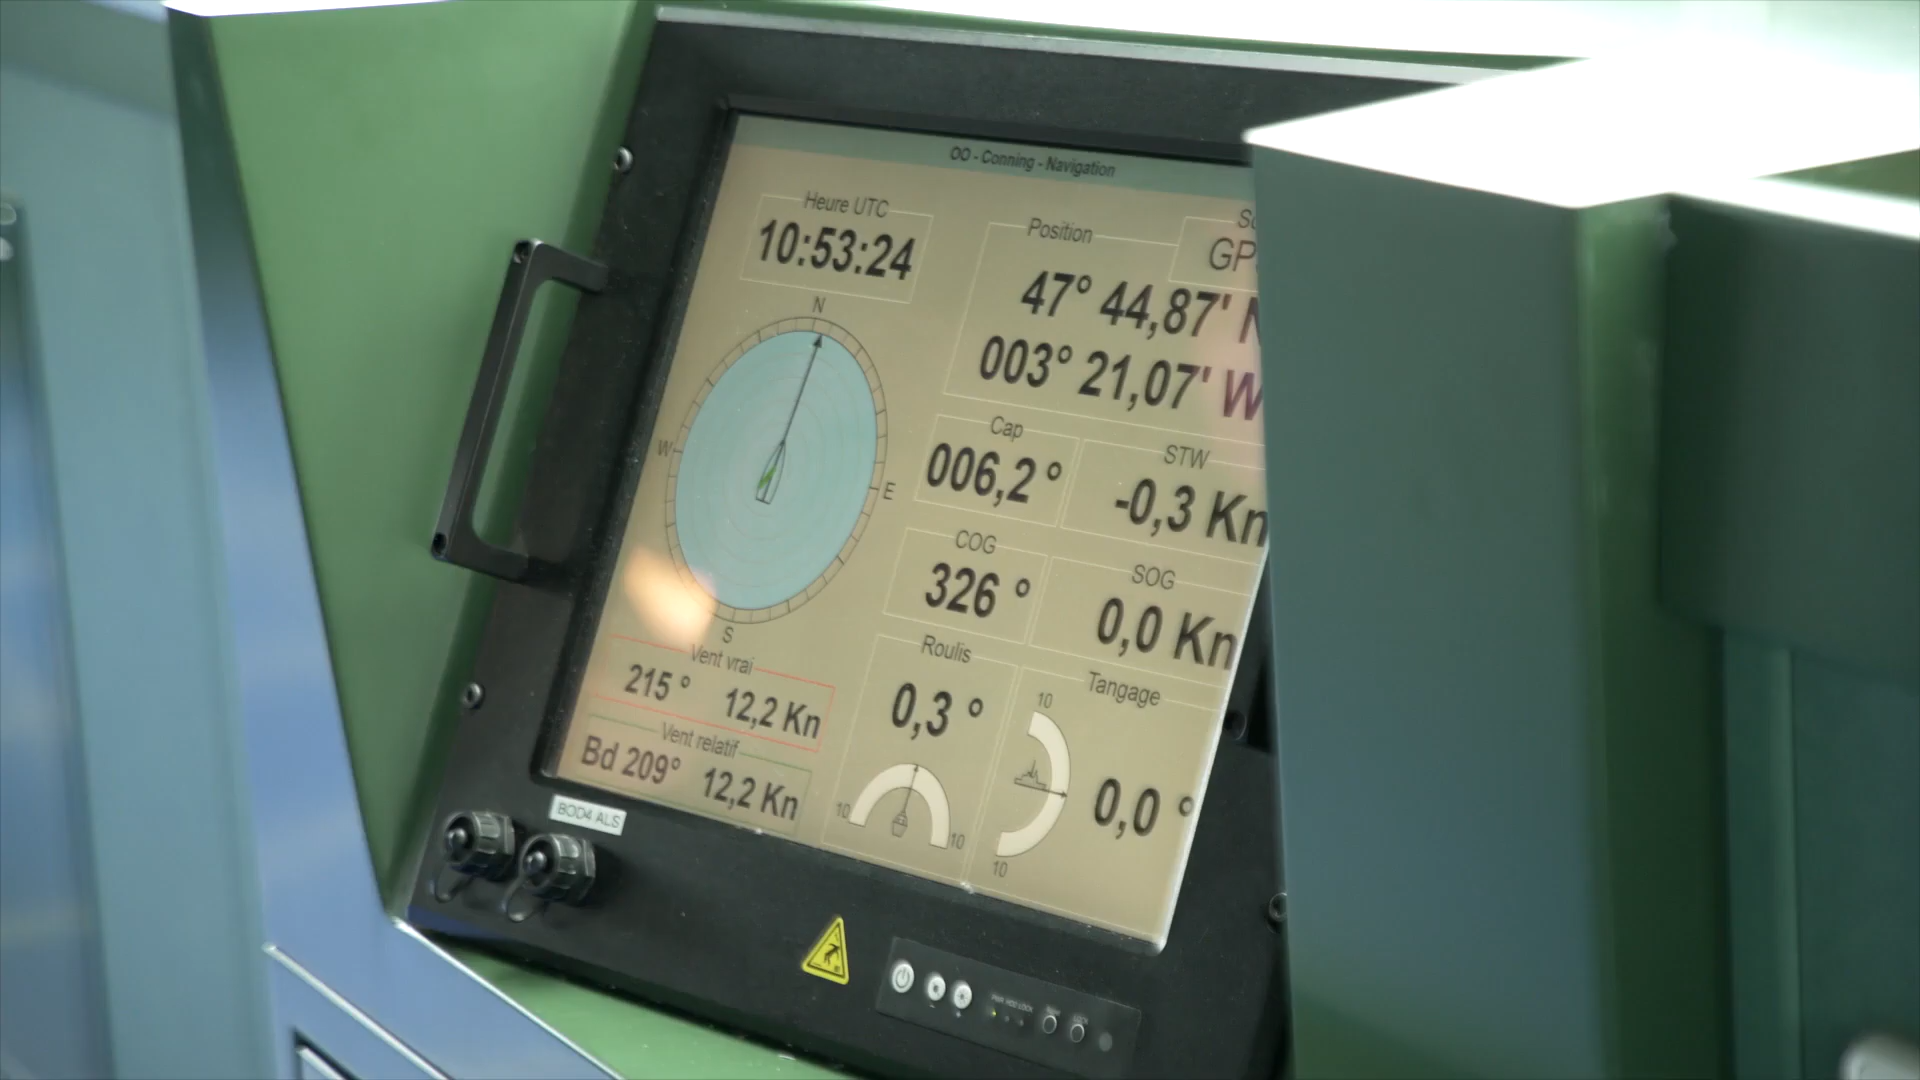 OO - Conning - Navigation
Heure UTC
10:53:24
Position
GP
47° 44,87' N
003° 21,07' W
N
W
E
S
Cap
006,2 °
STW
-0,3 Kn
COG
326 °
SOG
0,0 Kn
Vent vrai
215 ° 12,2 Kn
Vent relatif
Bd 209° 12,2 Kn
Roulis
0,3 °
10
10
Tangage
10
0,0 °
10
BOD4 ALS